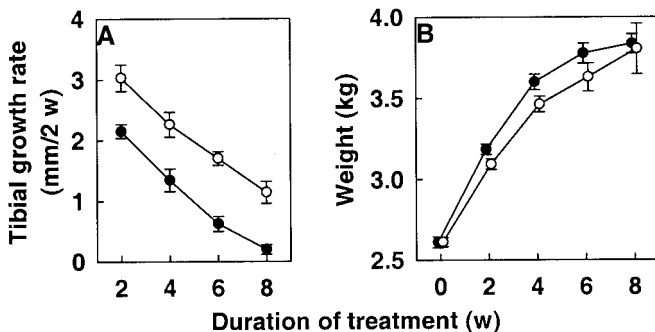 A
Tibial growth rate
(mm/2 w)
4
3
2
1
0
2 4 6 8
B
Weight (kg)
4.0
3.5
3.0
2.5
0 2 4 6 8
Duration of treatment (w)